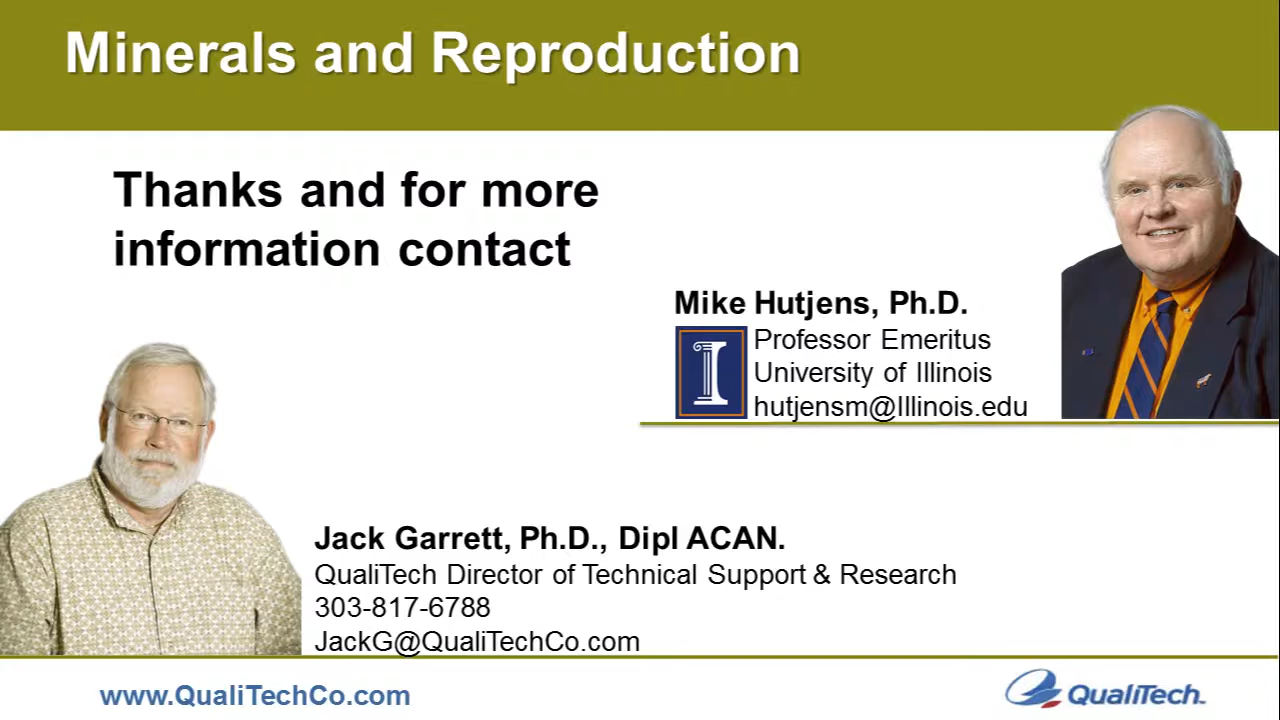 Minerals and Reproduction
Thanks and for more
information contact
Mike Hutjens, Ph.D.
Professor Emeritus
University of Illinois
hutjensm@Illinois.edu
Jack Garrett, Ph.D., Dipl ACAN.
QualiTech Director of Technical Support & Research
303-817-6788
JackG@QualiTechCo.com
www.QualiTechCo.com
QualiTech